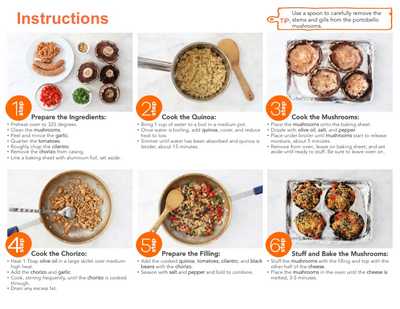 Instructions
TIP:
Use a spoon to carefully remove the
stems and gills from the portobello
mushrooms.
1 STEP
Prepare the Ingredients:
• Preheat oven to 325 degrees.
• Clean the mushrooms.
• Peel and mince the garlic.
• Quarter the tomatoes.
• Roughly chop the cilantro.
• Remove the chorizo from casing.
• Line a baking sheet with aluminum foil, set aside.
2 STEP
Cook the Quinoa:
• Bring 1 cup of water to a boil in a medium pot.
• Once water is boiling, add quinoa, cover, and reduce
heat to low.
• Simmer until water has been absorbed and quinoa is
tender, about 15 minutes.
3 STEP
Cook the Mushrooms:
• Place the mushrooms onto the baking sheet.
• Drizzle with olive oil, salt, and pepper.
• Place under broiler until mushrooms start to release
moisture, about 5 minutes.
• Remove from oven, leave on baking sheet, and set
aside until ready to stuff. Be sure to leave oven on.
4 STEP
Cook the Chorizo:
• Heat 1 Tbsp. olive oil in a large skillet over medium
high heat.
• Add the chorizo and garlic.
• Cook, stirring frequently, until the chorizo is cooked
through.
• Drain any excess fat.
5 STEP
Prepare the Filling:
• Add the cooked quinoa, tomatoes, cilantro, and black
beans with the chorizo.
• Season with salt and pepper and fold to combine.
6 STEP
Stuff and Bake the Mushrooms:
• Stuff the mushrooms with the filling and top with the
other half of the cheese.
• Place the mushrooms in the oven until the cheese is
melted, 3-5 minutes.